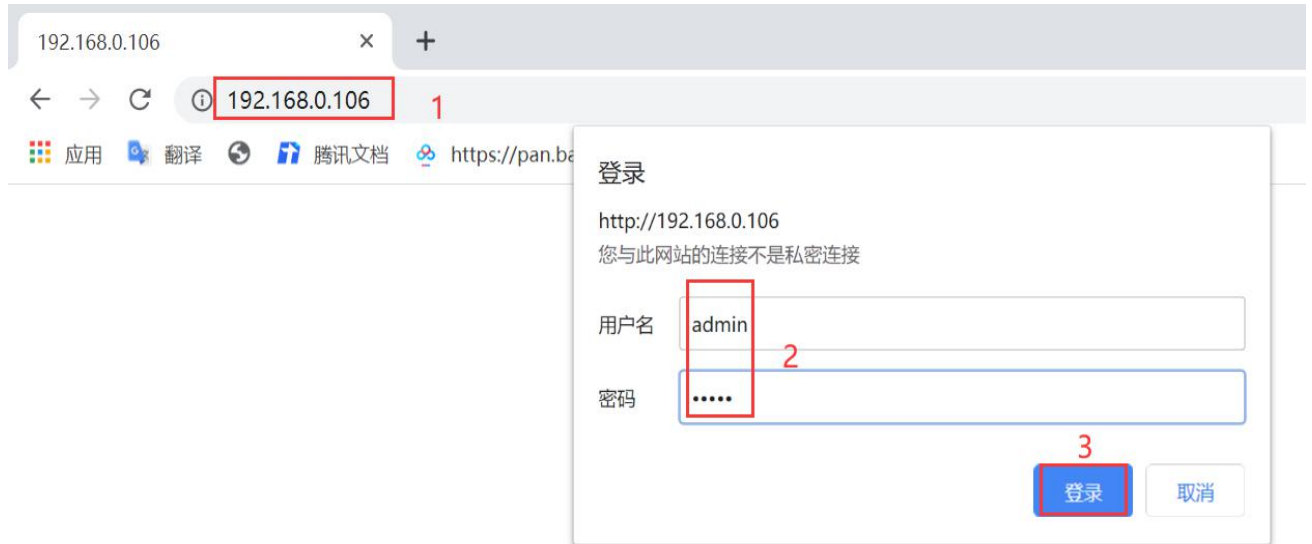 192.168.0.106 × +
192.168.0.106 1
应用 翻译 腾讯文档 https://pan.ba
登录
http://192.168.0.106
您与此网站的连接不是私密连接
用户名 admin
2
密码 •••••
3
登录 取消